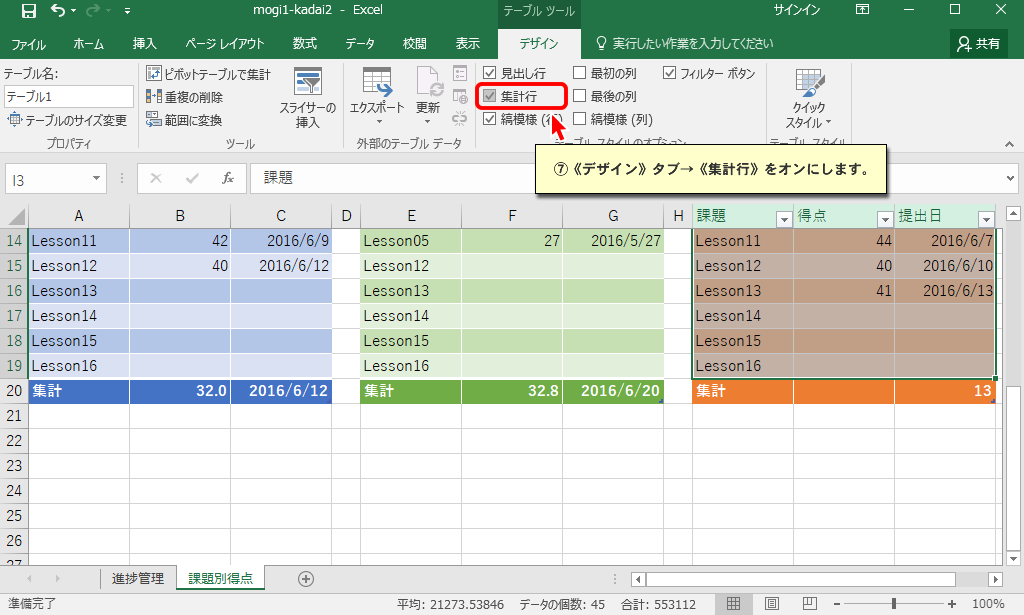 mogi1-kadai2 - Excel
テーブル ツール
サインイン
ファイル ホーム 挿入 ページ レイアウト 数式 データ 校閲 表示 デザイン 実行したい作業を入力してください 共有
テーブル名:
テーブル1
テーブルのサイズ変更
プロパティ
ピボットテーブルで集計
重複の削除
範囲に変換
スライサーの
挿入
ツール
エクスポート
更新
外部のテーブル データ
見出し行 最初の列 フィルター ボタン
集計行 最後の列
縞模様 (行) 縞模様 (列)
テーブル スタイルのオプション
クイック
スタイル
テーブル スタイル
⑦《デザイン》タブ→《集計行》をオンにします。
I3 fx 課題
A B C D E F G H 課題 得点 提出日
14 Lesson11 42 2016/6/9 Lesson05 27 2016/5/27 Lesson11 44 2016/6/7
15 Lesson12 40 2016/6/12 Lesson12 Lesson12 40 2016/6/10
16 Lesson13 Lesson13 Lesson13 41 2016/6/13
17 Lesson14 Lesson14 Lesson14
18 Lesson15 Lesson15 Lesson15
19 Lesson16 Lesson16 Lesson16
20 集計 32.0 2016/6/12 集計 32.8 2016/6/20 集計 13
21
22
23
24
25
26
27
進捗管理 課題別得点
準備完了 平均: 21273.53846 データの個数: 45 合計: 553112 100%